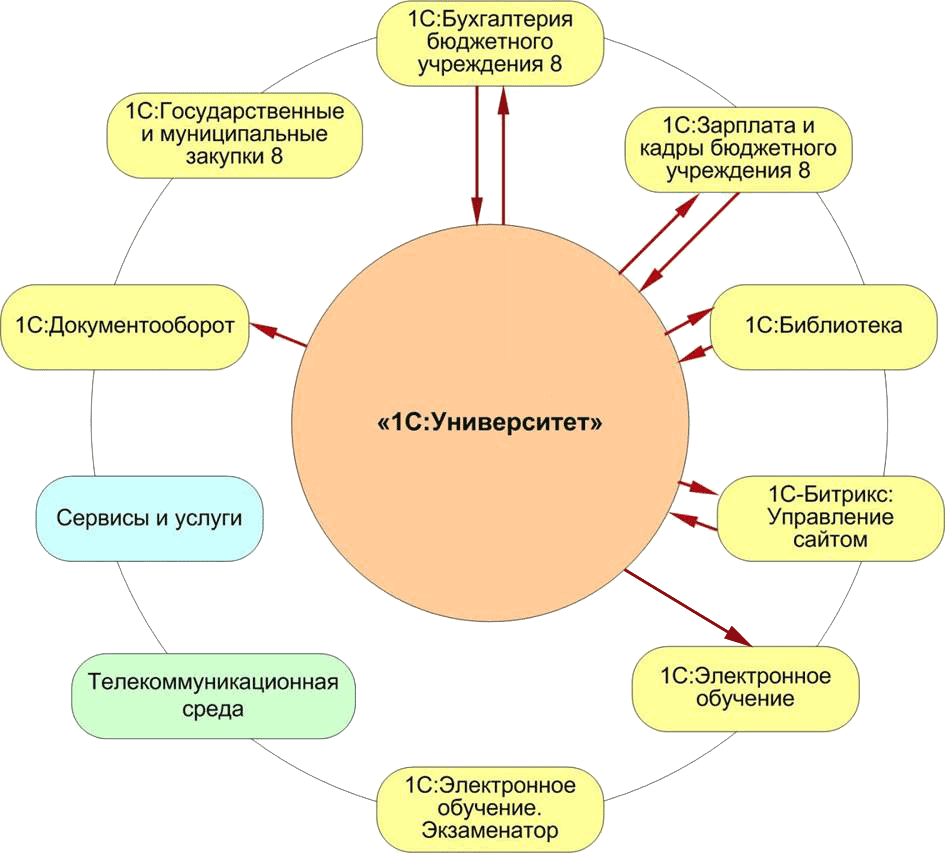 1С:Бухгалтерия
бюджетного
учреждения 8
1С:Государственные
и муниципальные
закупки 8
1С:Зарплата и
кадры бюджетного
учреждения 8
1С:Документооборот
1С:Библиотека
«1С:Университет»
Сервисы и услуги
1С-Битрикс:
Управление
сайтом
Телекоммуникационная
среда
1С:Электронное
обучение
1С:Электронное
обучение.
Экзаменатор